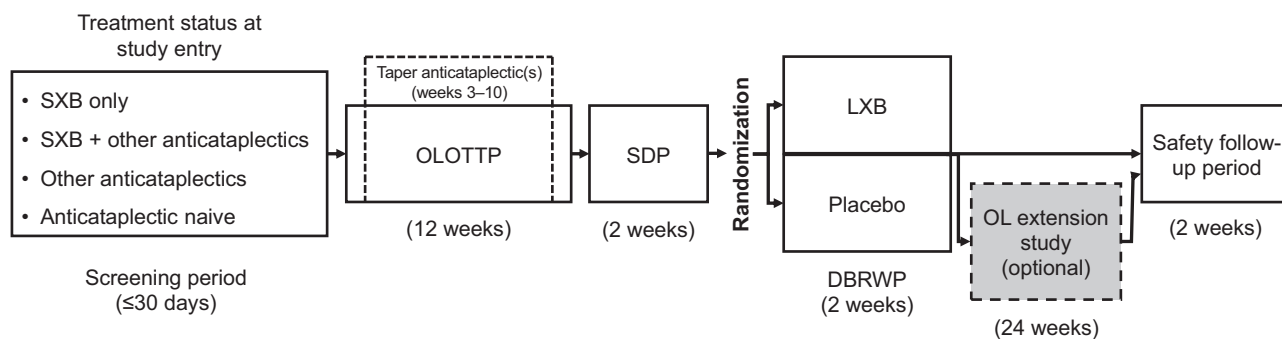 Treatment status at
study entry
• SXB only
• SXB + other anticataplectics
• Other anticataplectics
• Anticataplectic naive
Screening period
(≤30 days)
Taper anticataplectic(s)
(weeks 3–10)
OLOTTP
(12 weeks)
SDP
(2 weeks)
Randomization
LXB
Placebo
DBRWP
(2 weeks)
OL extension
study
(optional)
(24 weeks)
Safety follow-
up period
(2 weeks)